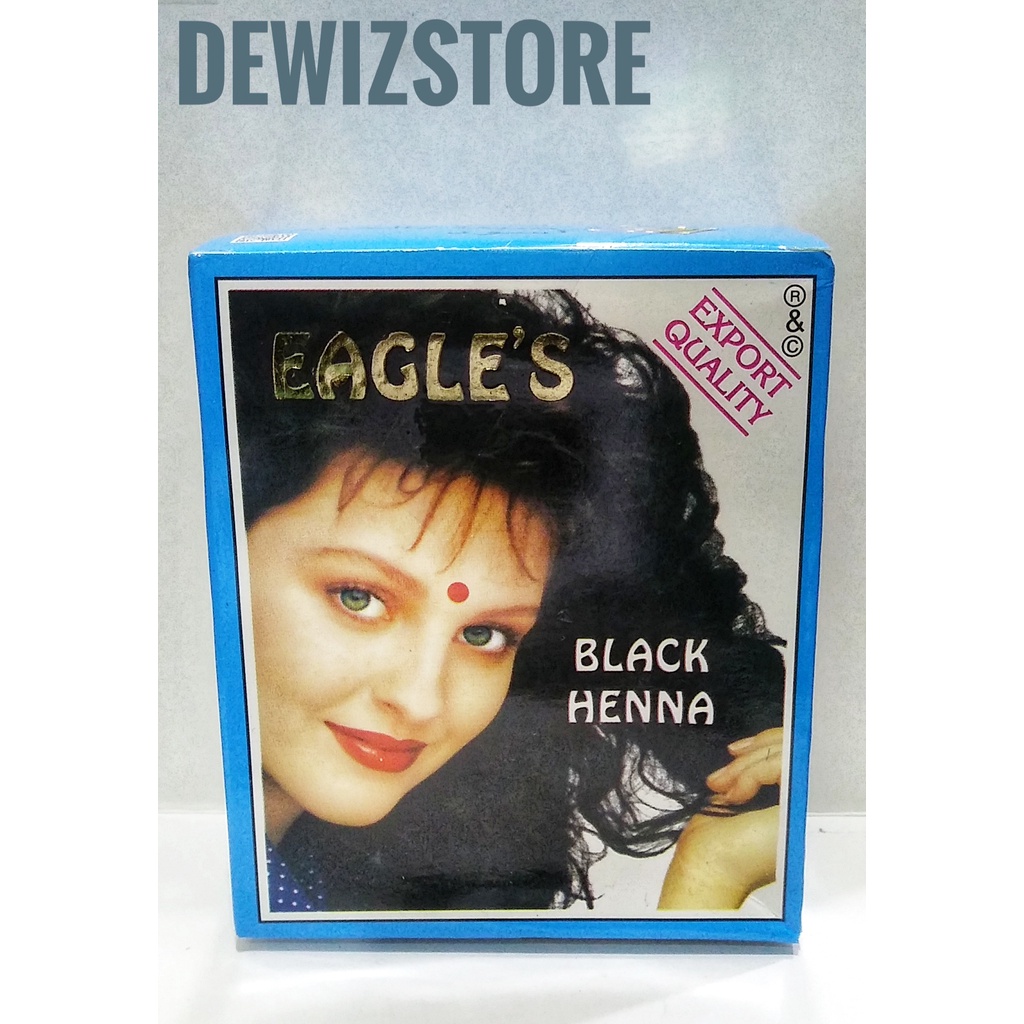 DEWIZSTORE
EAGLE'S
EXPORT
QUALITY
®
&
©
BLACK
HENNA